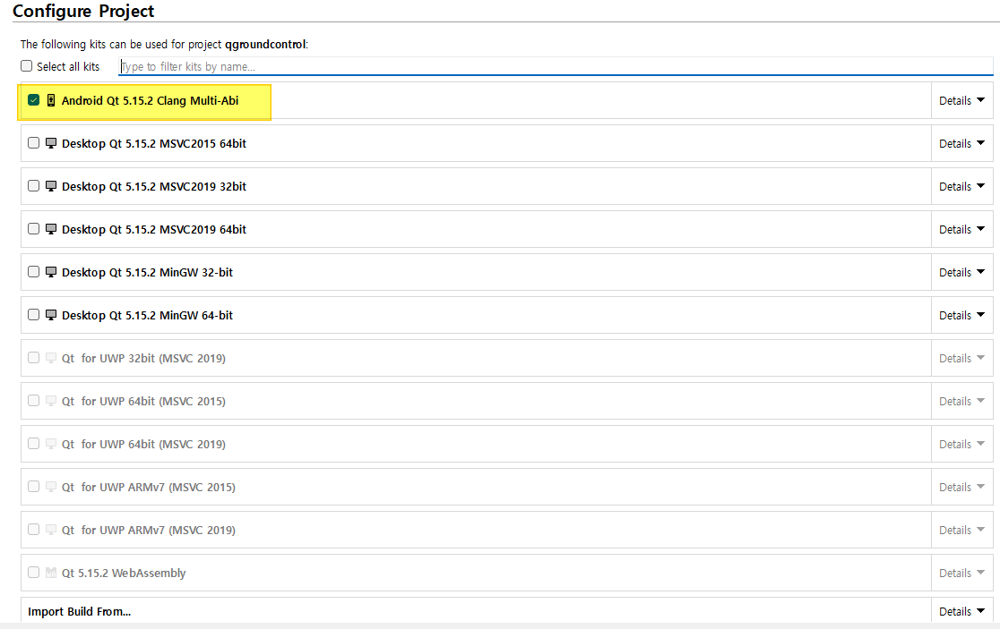 Configure Project
The following kits can be used for project qgroundcontrol:
Select all kits Type to filter kits by name...
Android Qt 5.15.2 Clang Multi-Abi Details
Desktop Qt 5.15.2 MSVC2015 64bit Details
Desktop Qt 5.15.2 MSVC2019 32bit Details
Desktop Qt 5.15.2 MSVC2019 64bit Details
Desktop Qt 5.15.2 MinGW 32-bit Details
Desktop Qt 5.15.2 MinGW 64-bit Details
Qt for UWP 32bit (MSVC 2019) Details
Qt for UWP 64bit (MSVC 2015) Details
Qt for UWP 64bit (MSVC 2019) Details
Qt for UWP ARMv7 (MSVC 2015) Details
Qt for UWP ARMv7 (MSVC 2019) Details
Qt 5.15.2 WebAssembly Details
Import Build From... Details